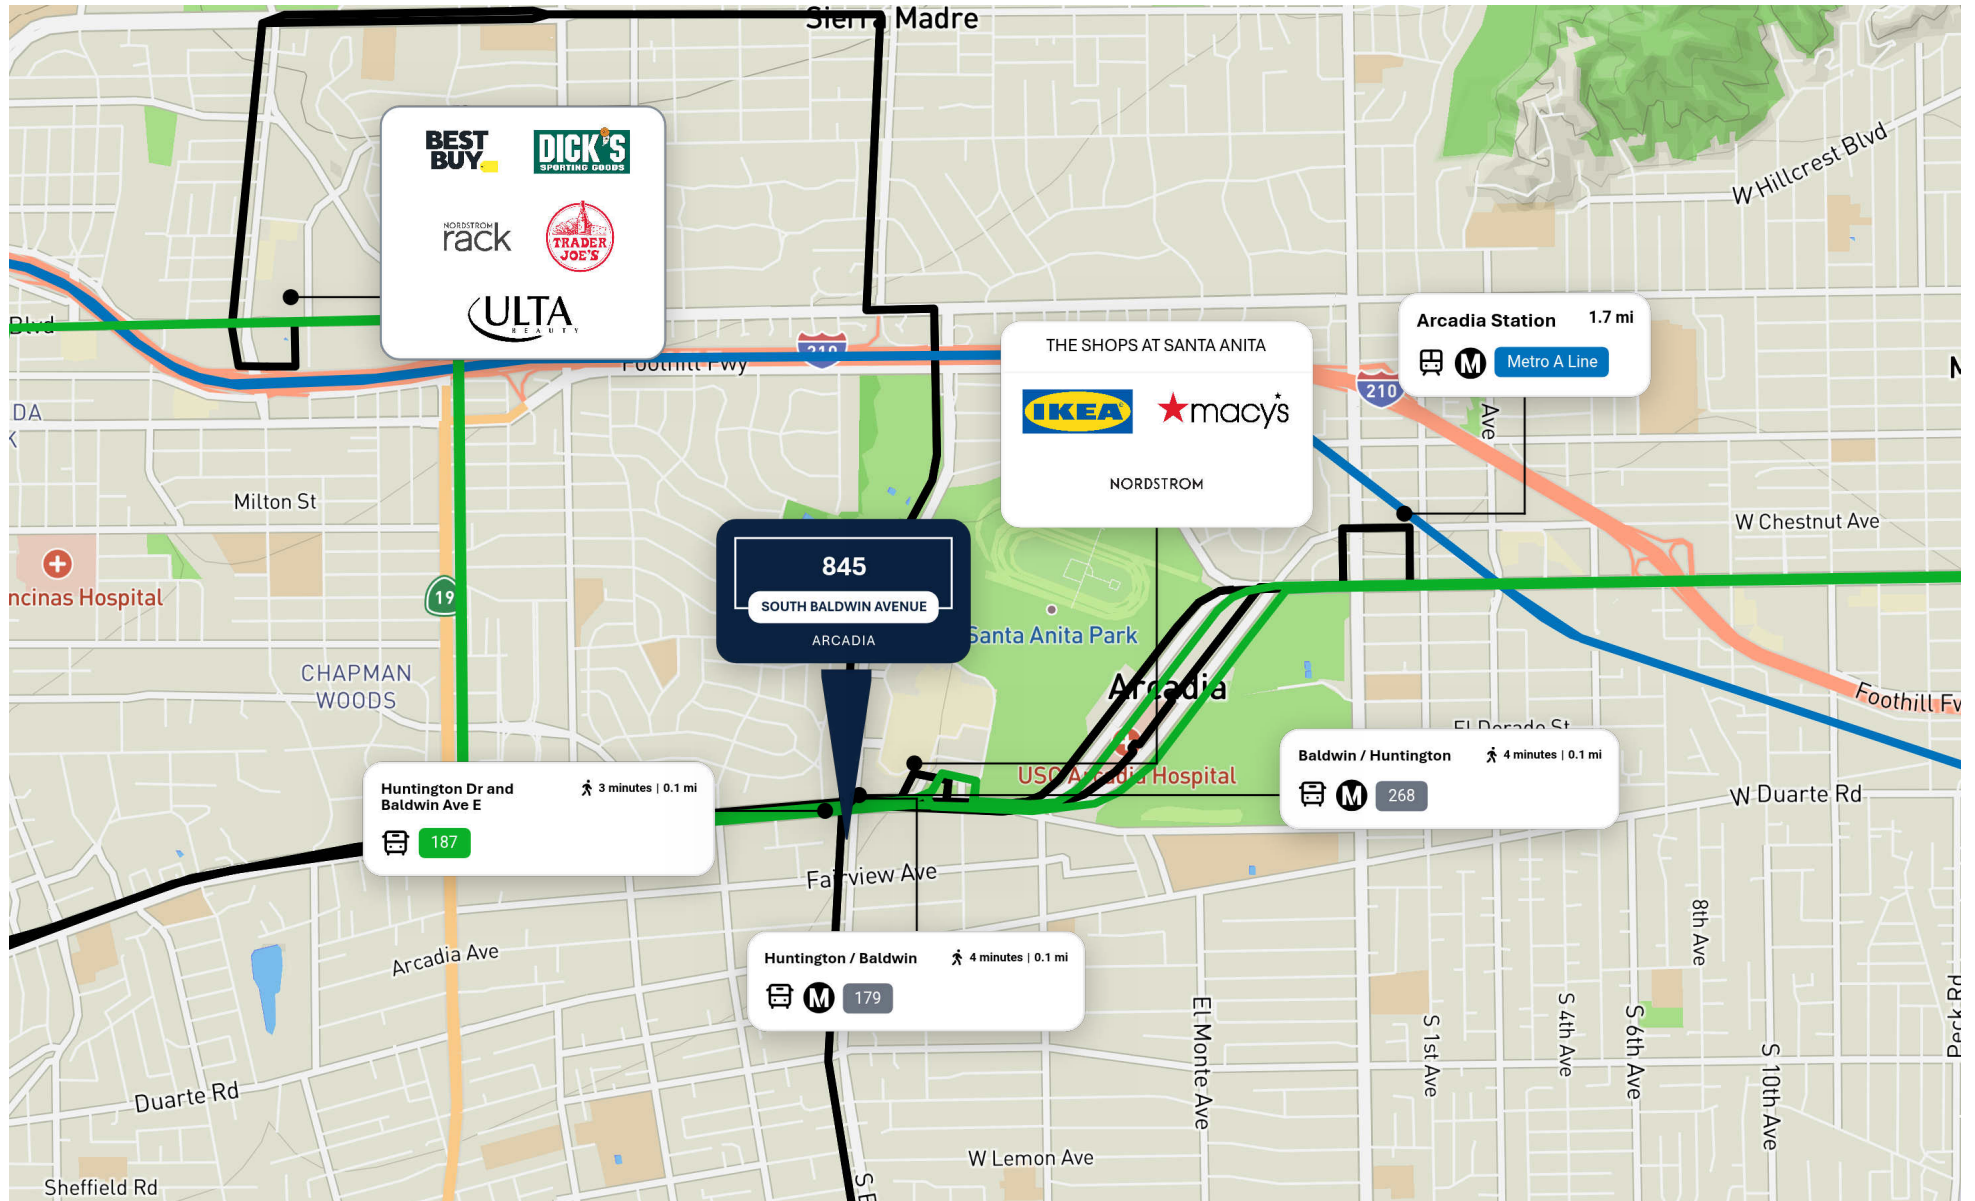 Sierra Madre
BEST
BUY
DICK'S
SPORTING GOODS
NORDSTROM
rack
TRADER
JOE'S
ULTA
BEAUTY
W Hillcrest Blvd
Blvd
210
Foothill Fwy
THE SHOPS AT SANTA ANITA
IKEA
macy's
NORDSTROM
Arcadia Station
1.7 mi
M
Metro A Line
210
Ave
Milton St
W Chestnut Ave
845
SOUTH BALDWIN AVENUE
ARCADIA
ncinas Hospital
19
Santa Anita Park
CHAPMAN
WOODS
Arcadia
Foothill Fw
El Dorado St
USC Arcadia Hospital
Baldwin / Huntington
4 minutes | 0.1 mi
M
268
Huntington Dr and
Baldwin Ave E
3 minutes | 0.1 mi
187
W Duarte Rd
Fairview Ave
Arcadia Ave
Huntington / Baldwin
4 minutes | 0.1 mi
M
179
8th Ave
El Monte Ave
S 1st Ave
S 4th Ave
S 6th Ave
S 10th Ave
Peck Rd
Duarte Rd
W Lemon Ave
Sheffield Rd